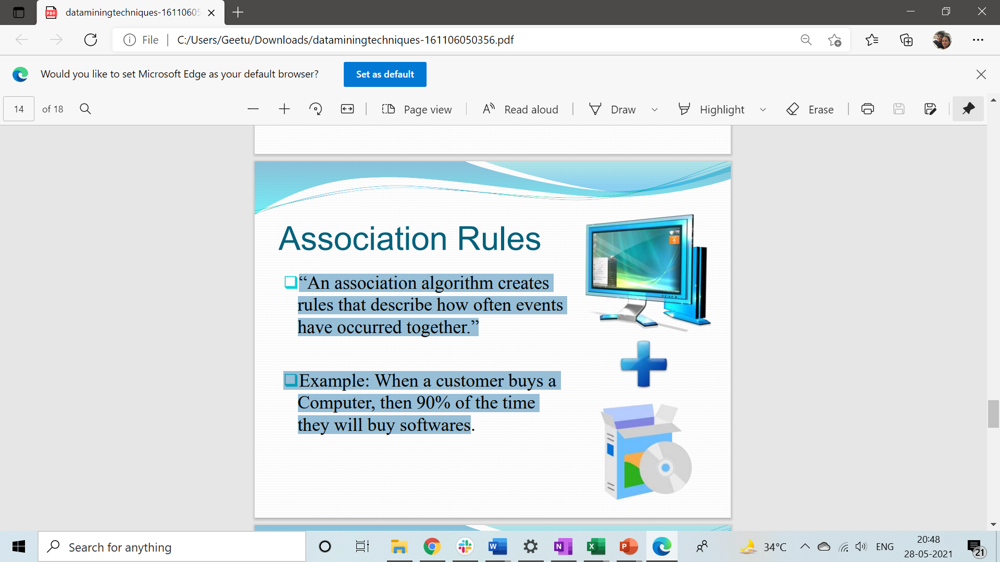 dataminingtechniques-16110605
File
C:/Users/Geetu/Downloads/dataminingtechniques-161106050356.pdf
Would you like to set Microsoft Edge as your default browser?
Set as default
14 of 18
Page view
Read aloud
Draw
Highlight
Erase
Association Rules
“An association algorithm creates
rules that describe how often events
have occurred together.”
Example: When a customer buys a
Computer, then 90% of the time
they will buy softwares.
Search for anything
34°C
ENG
20:48
28-05-2021
21